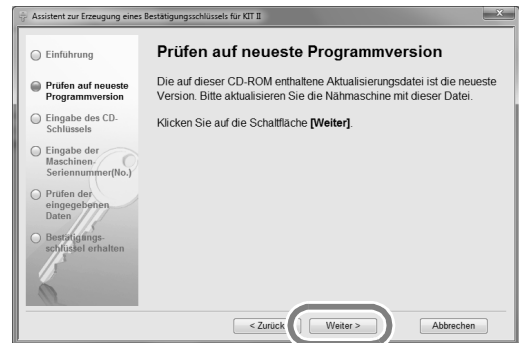 Assistent zur Erzeugung eines Bestätigungsschlüssels für KIT II
Einführung
Prüfen auf neueste
Programmversion
Eingabe des CD-
Schlüssels
Eingabe der
Maschinen-
Seriennummer(No.)
Prüfen der
eingegebenen
Daten
Bestätigungs-
schlüssel erhalten
Prüfen auf neueste Programmversion
Die auf dieser CD-ROM enthaltene Aktualisierungsdatei ist die neueste
Version. Bitte aktualisieren Sie die Nähmaschine mit dieser Datei.
Klicken Sie auf die Schaltfläche [Weiter].
< Zurück
Weiter >
Abbrechen